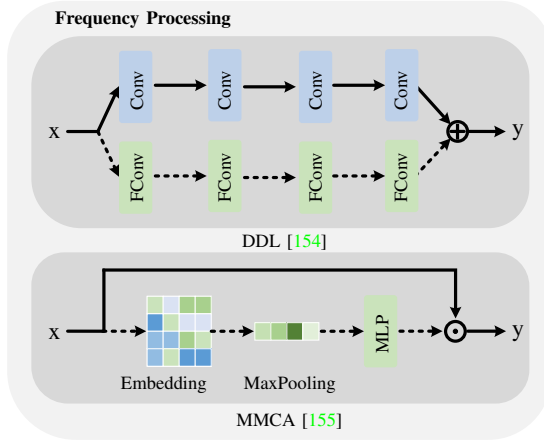 Frequency Processing
x
Conv
Conv
Conv
Conv
y
FConv
FConv
FConv
FConv
DDL [154]
x
MLP
y
Embedding
MaxPooling
MMCA [155]